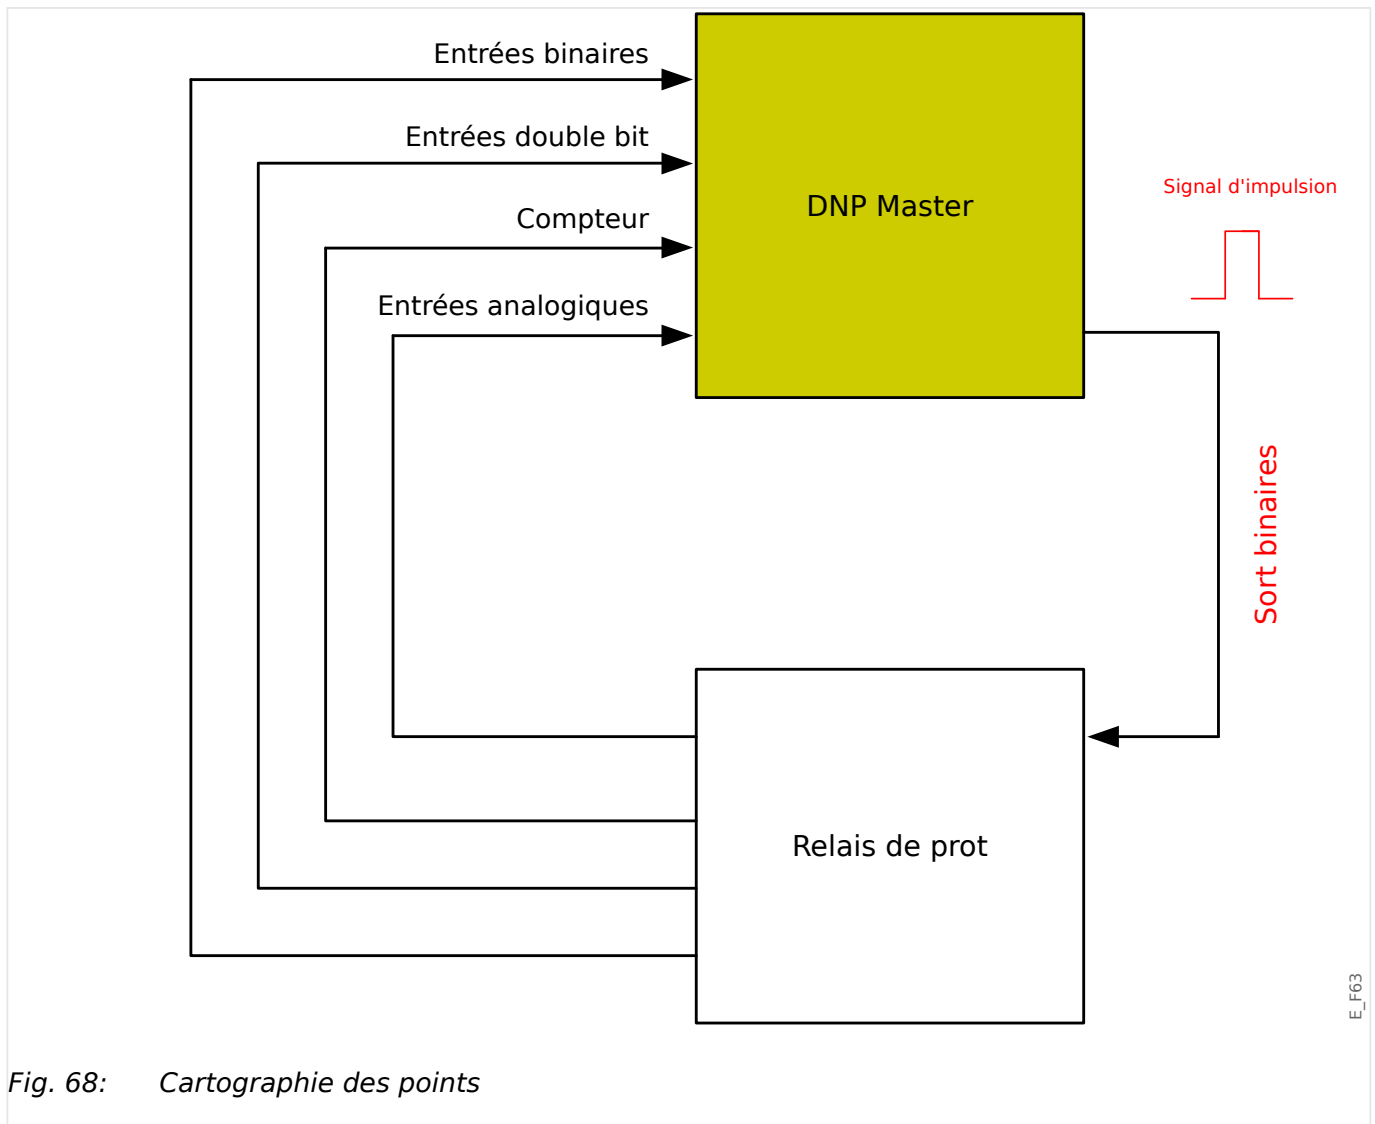 Entrées binaires
Entrées double bit
Compteur
Entrées analogiques
DNP Master
Signal d'impulsion
Sort binaires
Relais de prot
E_F63
Fig. 68: Cartographie des points